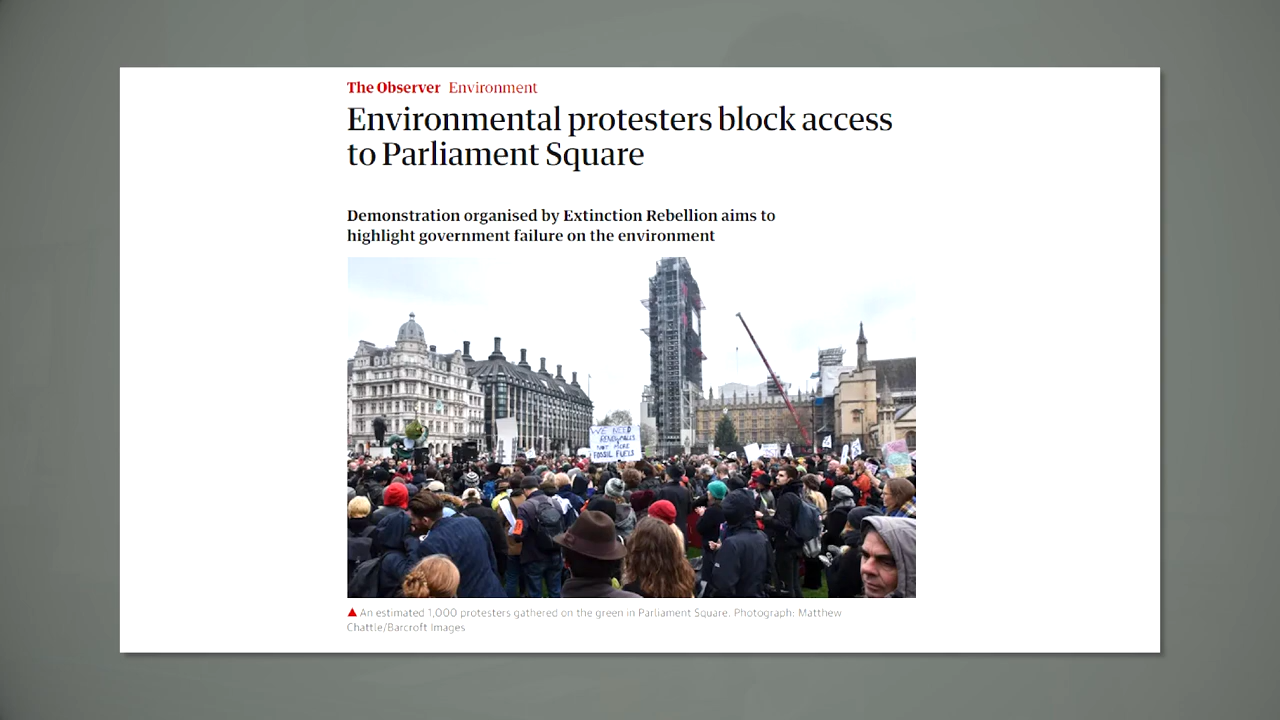 The Observer Environment
Environmental protesters block access
to Parliament Square
Demonstration organised by Extinction Rebellion aims to
highlight government failure on the environment
WE NEED
RENEWABLES
NOT MORE
FOSSIL FUELS
▲ An estimated 1,000 protesters gathered on the green in Parliament Square. Photograph: Matthew
Chattle/Barcroft Images